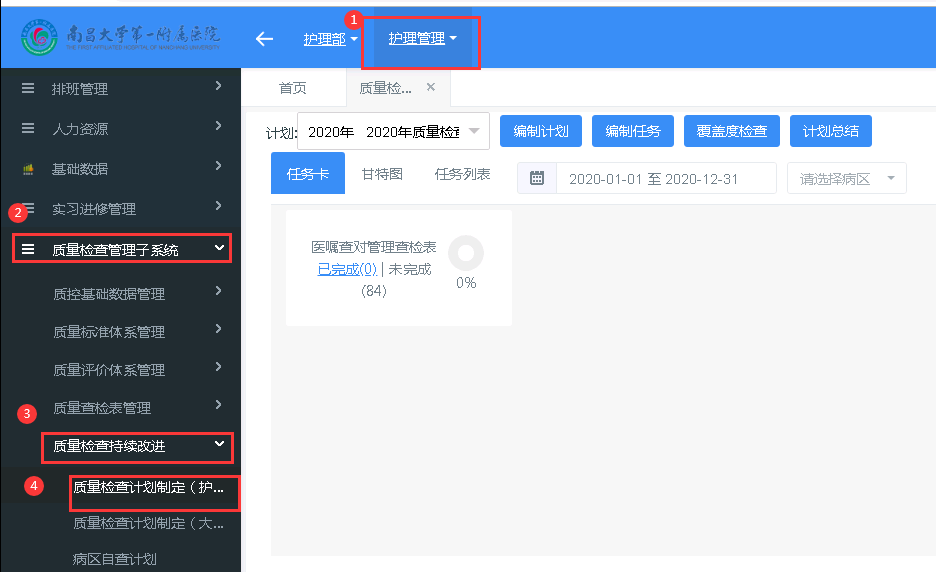 南昌大学第一附属医院
THE FIRST AFFILIATED HOSPITAL OF NANCHANG UNIVERSITY
护理部
1
护理管理
排班管理
人力资源
基础数据
2
实习进修管理
质量检查管理子系统
质控基础数据管理
质量标准体系管理
质量评价体系管理
质量查检表管理
3
质量检查持续改进
4
质量检查计划制定（护...
质量检查计划制定（大...
病区自查计划
首页
质量检...
计划:
2020年 2020年质量检查
编制计划
编制任务
覆盖度检查
计划总结
任务卡
甘特图
任务列表
2020-01-01 至 2020-12-31
请选择病区
医嘱查对管理查检表
已完成(0) | 未完成
(84)
0%